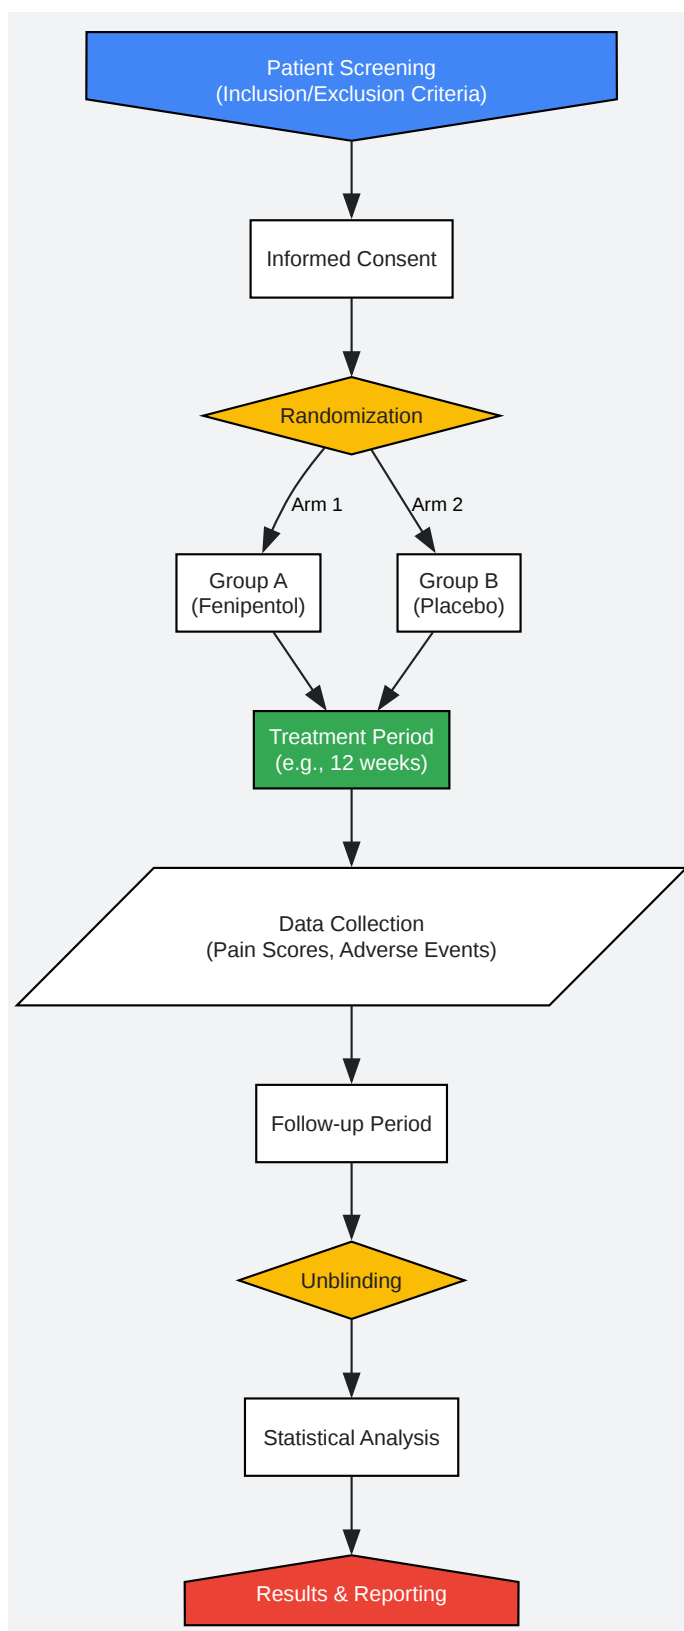 Patient Screening
(Inclusion/Exclusion Criteria)
Informed Consent
Randomization
Arm 1
Arm 2
Group A
(Fenipentol)
Group B
(Placebo)
Treatment Period
(e.g., 12 weeks)
Data Collection
(Pain Scores, Adverse Events)
Follow-up Period
Unblinding
Statistical Analysis
Results & Reporting